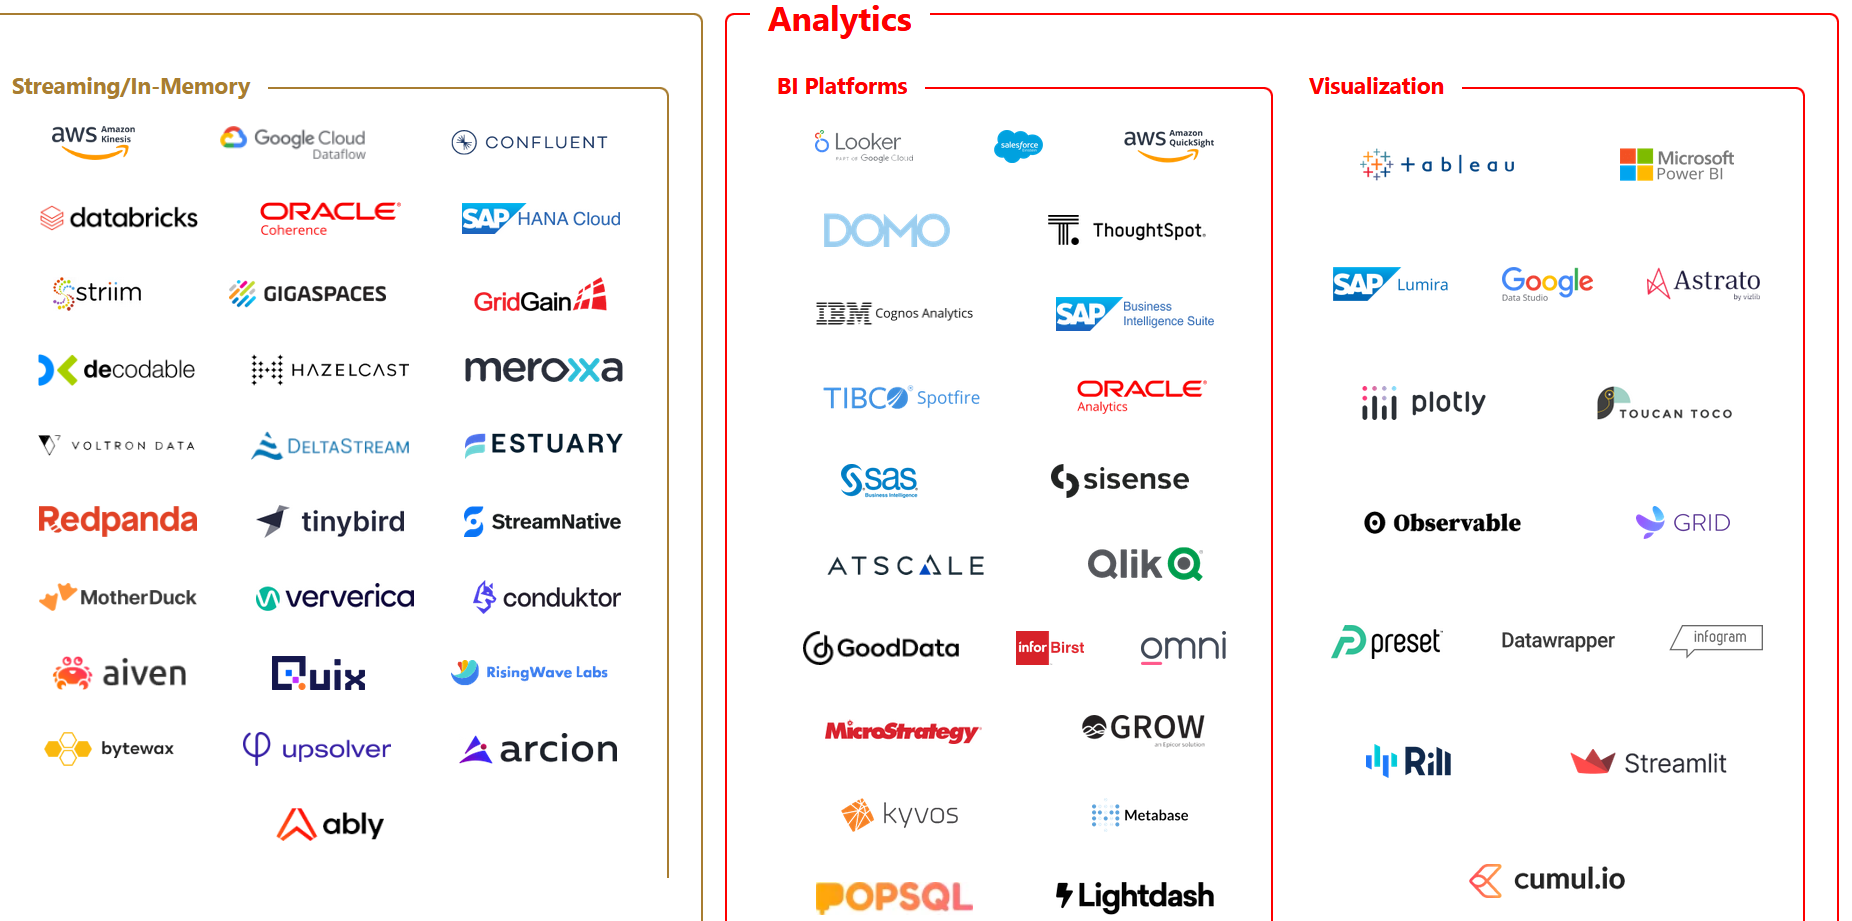 Analytics
Streaming/In-Memory
aws Amazon Kinesis
Google Cloud Dataflow
CONFLUENT
databricks
ORACLE Coherence
SAP HANA Cloud
striim
GIGASPACES
GridGain
decodable
HAZELCAST
meroxa
VOLTRON DATA
DELTASTREAM
ESTUARY
Redpanda
tinybird
StreamNative
MotherDuck
ververica
conduktor
aiven
Quix
RisingWave Labs
bytewax
upsolver
arcion
ably
BI Platforms
Looker
PART OF Google Cloud
salesforce
aws Amazon QuickSight
DOMO
ThoughtSpot.
IBM Cognos Analytics
SAP Business Intelligence Suite
TIBCO Spotfire
ORACLE Analytics
sas
Business Intelligence
sisense
ATSCALE
Qlik
GoodData
infor Birst
omni
MicroStrategy
GROW
an Epicor solution
kyvos
Metabase
POPSQL
Lightdash
Visualization
+ableau
Microsoft Power BI
SAP Lumira
Google Data Studio
Astrato
by vizlib
plotly
TOUCAN TOCO
Observable
GRID
preset
Datawrapper
infogram
Rill
Streamlit
cumul.io